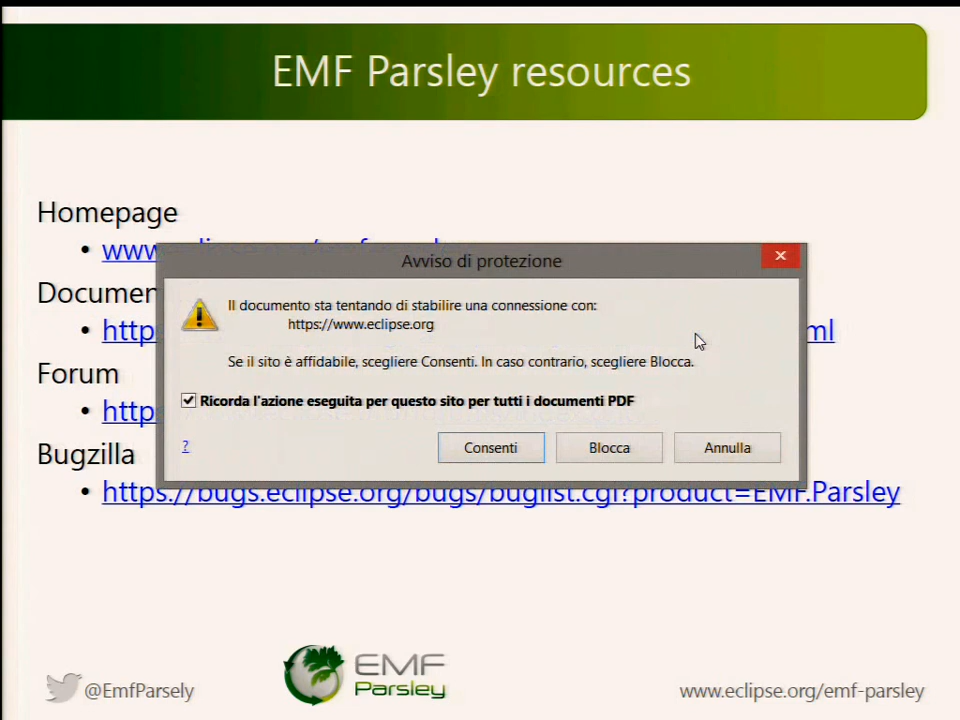 EMF Parsley resources
Homepage
• www
Documen
• http ml
Forum
• http
Bugzilla
• https://bugs.eclipse.org/bugs/buglist.cgi?product=EMF.Parsley
Avviso di protezione
Il documento sta tentando di stabilire una connessione con:
https://www.eclipse.org
Se il sito è affidabile, scegliere Consenti. In caso contrario, scegliere Blocca.
Ricorda l'azione eseguita per questo sito per tutti i documenti PDF
?
Consenti Blocca Annulla
@EmfParsely
EMF
Parsley
www.eclipse.org/emf-parsley